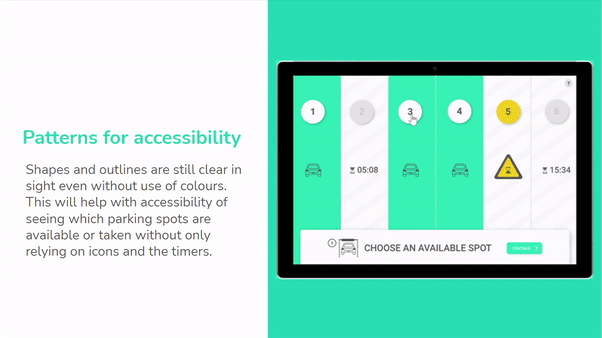 Patterns for accessibility
Shapes and outlines are still clear in
sight even without use of colours.
This will help with accessibility of
seeing which parking spots are
available or taken without only
relying on icons and the timers.
?
1 2 3 4 5 6
05:08 15:34
1 CHOOSE AN AVAILABLE SPOT CONTINUE